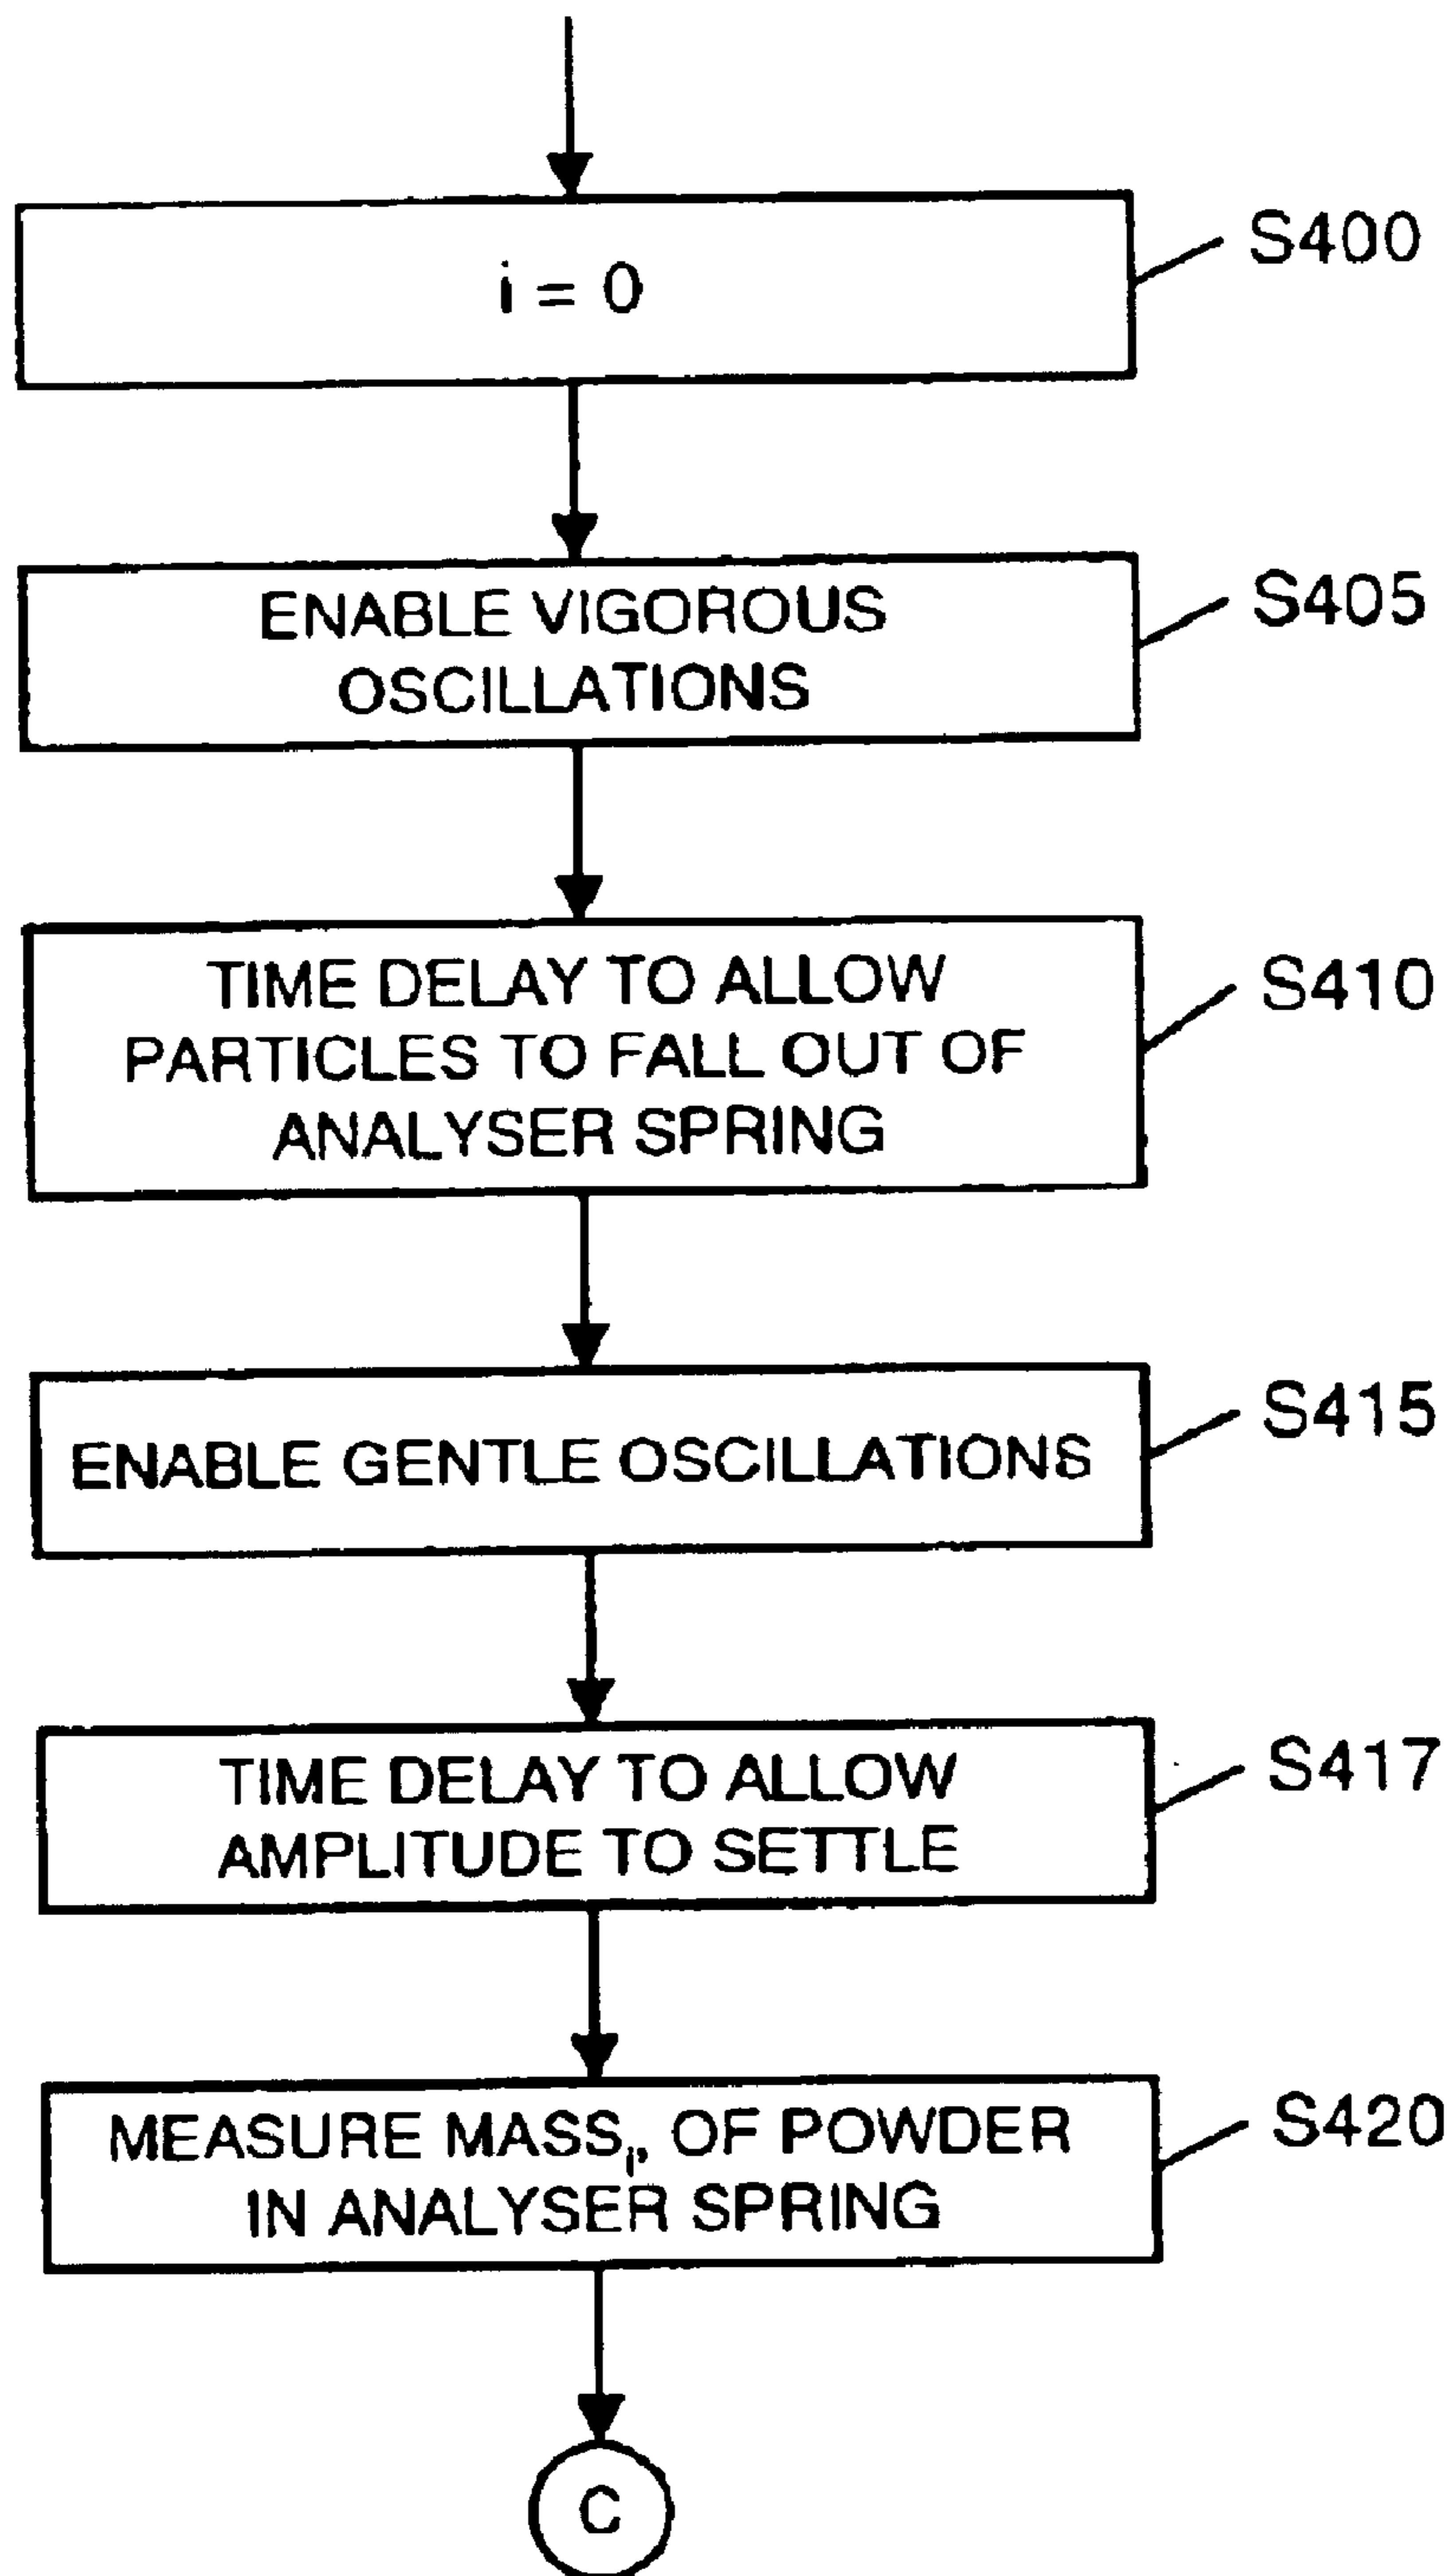 i = 0
S400
ENABLE VIGOROUS
OSCILLATIONS
S405
TIME DELAY TO ALLOW
PARTICLES TO FALL OUT OF
ANALYSER SPRING
S410
ENABLE GENTLE OSCILLATIONS
S415
TIME DELAY TO ALLOW
AMPLITUDE TO SETTLE
S417
MEASURE MASSᵢ, OF POWDER
IN ANALYSER SPRING
S420
C